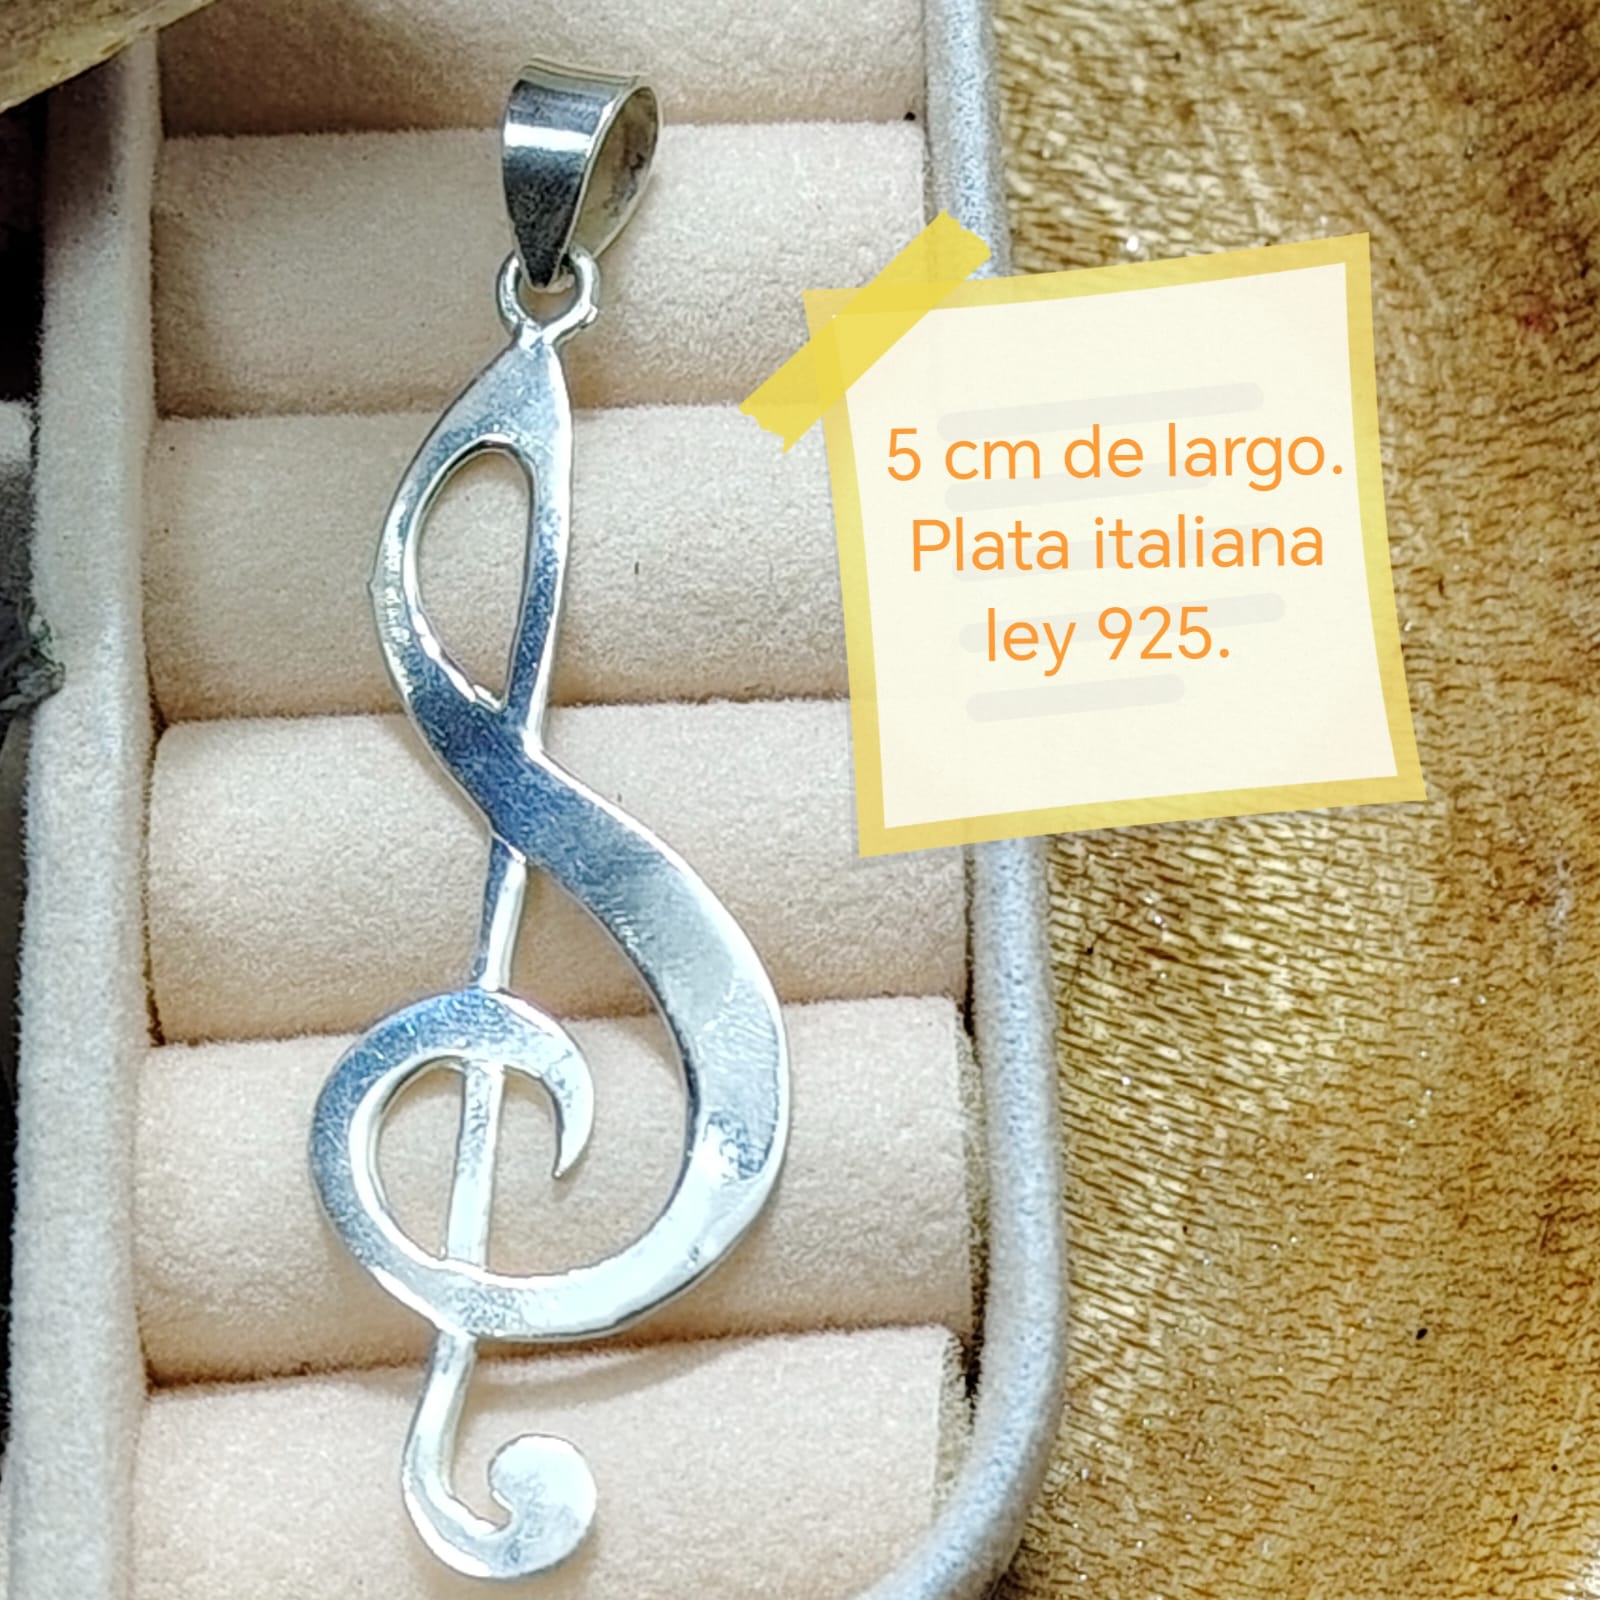 5 cm de largo.
Plata italiana
ley 925.